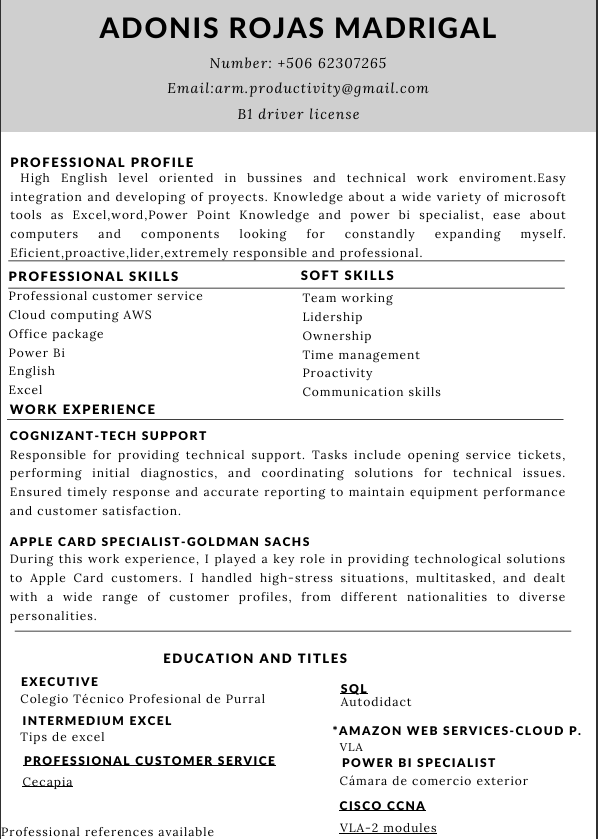 ADONIS ROJAS MADRIGAL
Number: +506 62307265
Email:arm.productivity@gmail.com
B1 driver license
PROFESSIONAL PROFILE
High English level oriented in bussines and technical work enviroment.Easy
integration and developing of proyects. Knowledge about a wide variety of microsoft
tools as Excel,word,Power Point Knowledge and power bi specialist, ease about
computers and components looking for constandly expanding myself.
Eficient,proactive,lider,extremely responsible and professional.
PROFESSIONAL SKILLS
Professional customer service
Cloud computing AWS
Office package
Power Bi
English
Excel
SOFT SKILLS
Team working
Lidership
Ownership
Time management
Proactivity
Communication skills
WORK EXPERIENCE
COGNIZANT-TECH SUPPORT
Responsible for providing technical support. Tasks include opening service tickets,
performing initial diagnostics, and coordinating solutions for technical issues.
Ensured timely response and accurate reporting to maintain equipment performance
and customer satisfaction.
APPLE CARD SPECIALIST-GOLDMAN SACHS
During this work experience, I played a key role in providing technological solutions
to Apple Card customers. I handled high-stress situations, multitasked, and dealt
with a wide range of customer profiles, from different nationalities to diverse
personalities.
EDUCATION AND TITLES
EXECUTIVE
Colegio Técnico Profesional de Purral
INTERMEDIUM EXCEL
Tips de excel
PROFESSIONAL CUSTOMER SERVICE
Cecapia
SQL
Autodidact
*AMAZON WEB SERVICES-CLOUD P.
VLA
POWER BI SPECIALIST
Cámara de comercio exterior
CISCO CCNA
VLA-2 modules
Professional references available